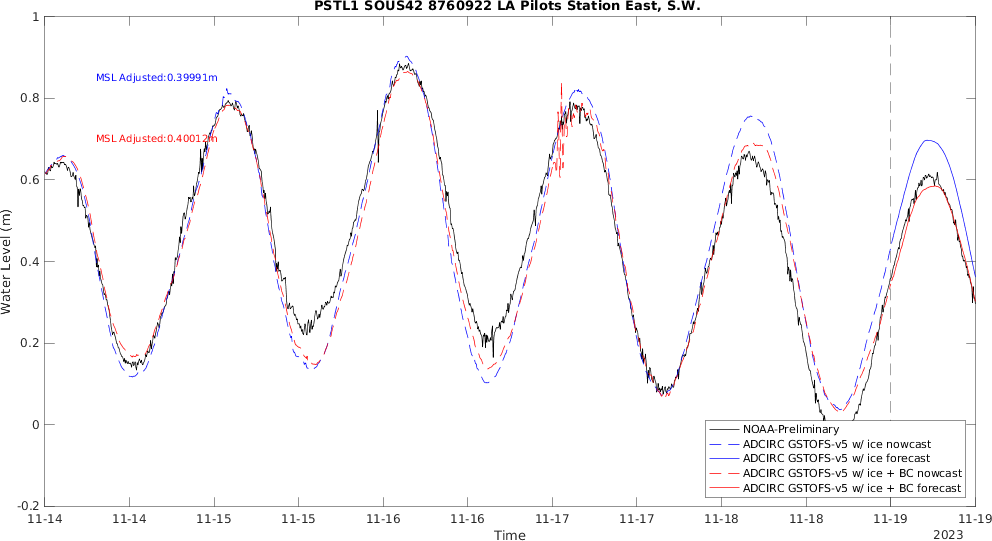 PSTL1 SOUS42 8760922 LA Pilots Station East, S.W.
1
0.8
0.6
0.4
0.2
0
-0.2
Water Level (m)
MSL Adjusted:0.39991m
MSL Adjusted:0.40012m
NOAA-Preliminary
ADCIRC GSTOFS-v5 w/ ice nowcast
ADCIRC GSTOFS-v5 w/ ice forecast
ADCIRC GSTOFS-v5 w/ ice + BC nowcast
ADCIRC GSTOFS-v5 w/ ice + BC forecast
11-14 11-14 11-15 11-15 11-16 11-16 11-17 11-17 11-18 11-18 11-19 11-19
Time
2023